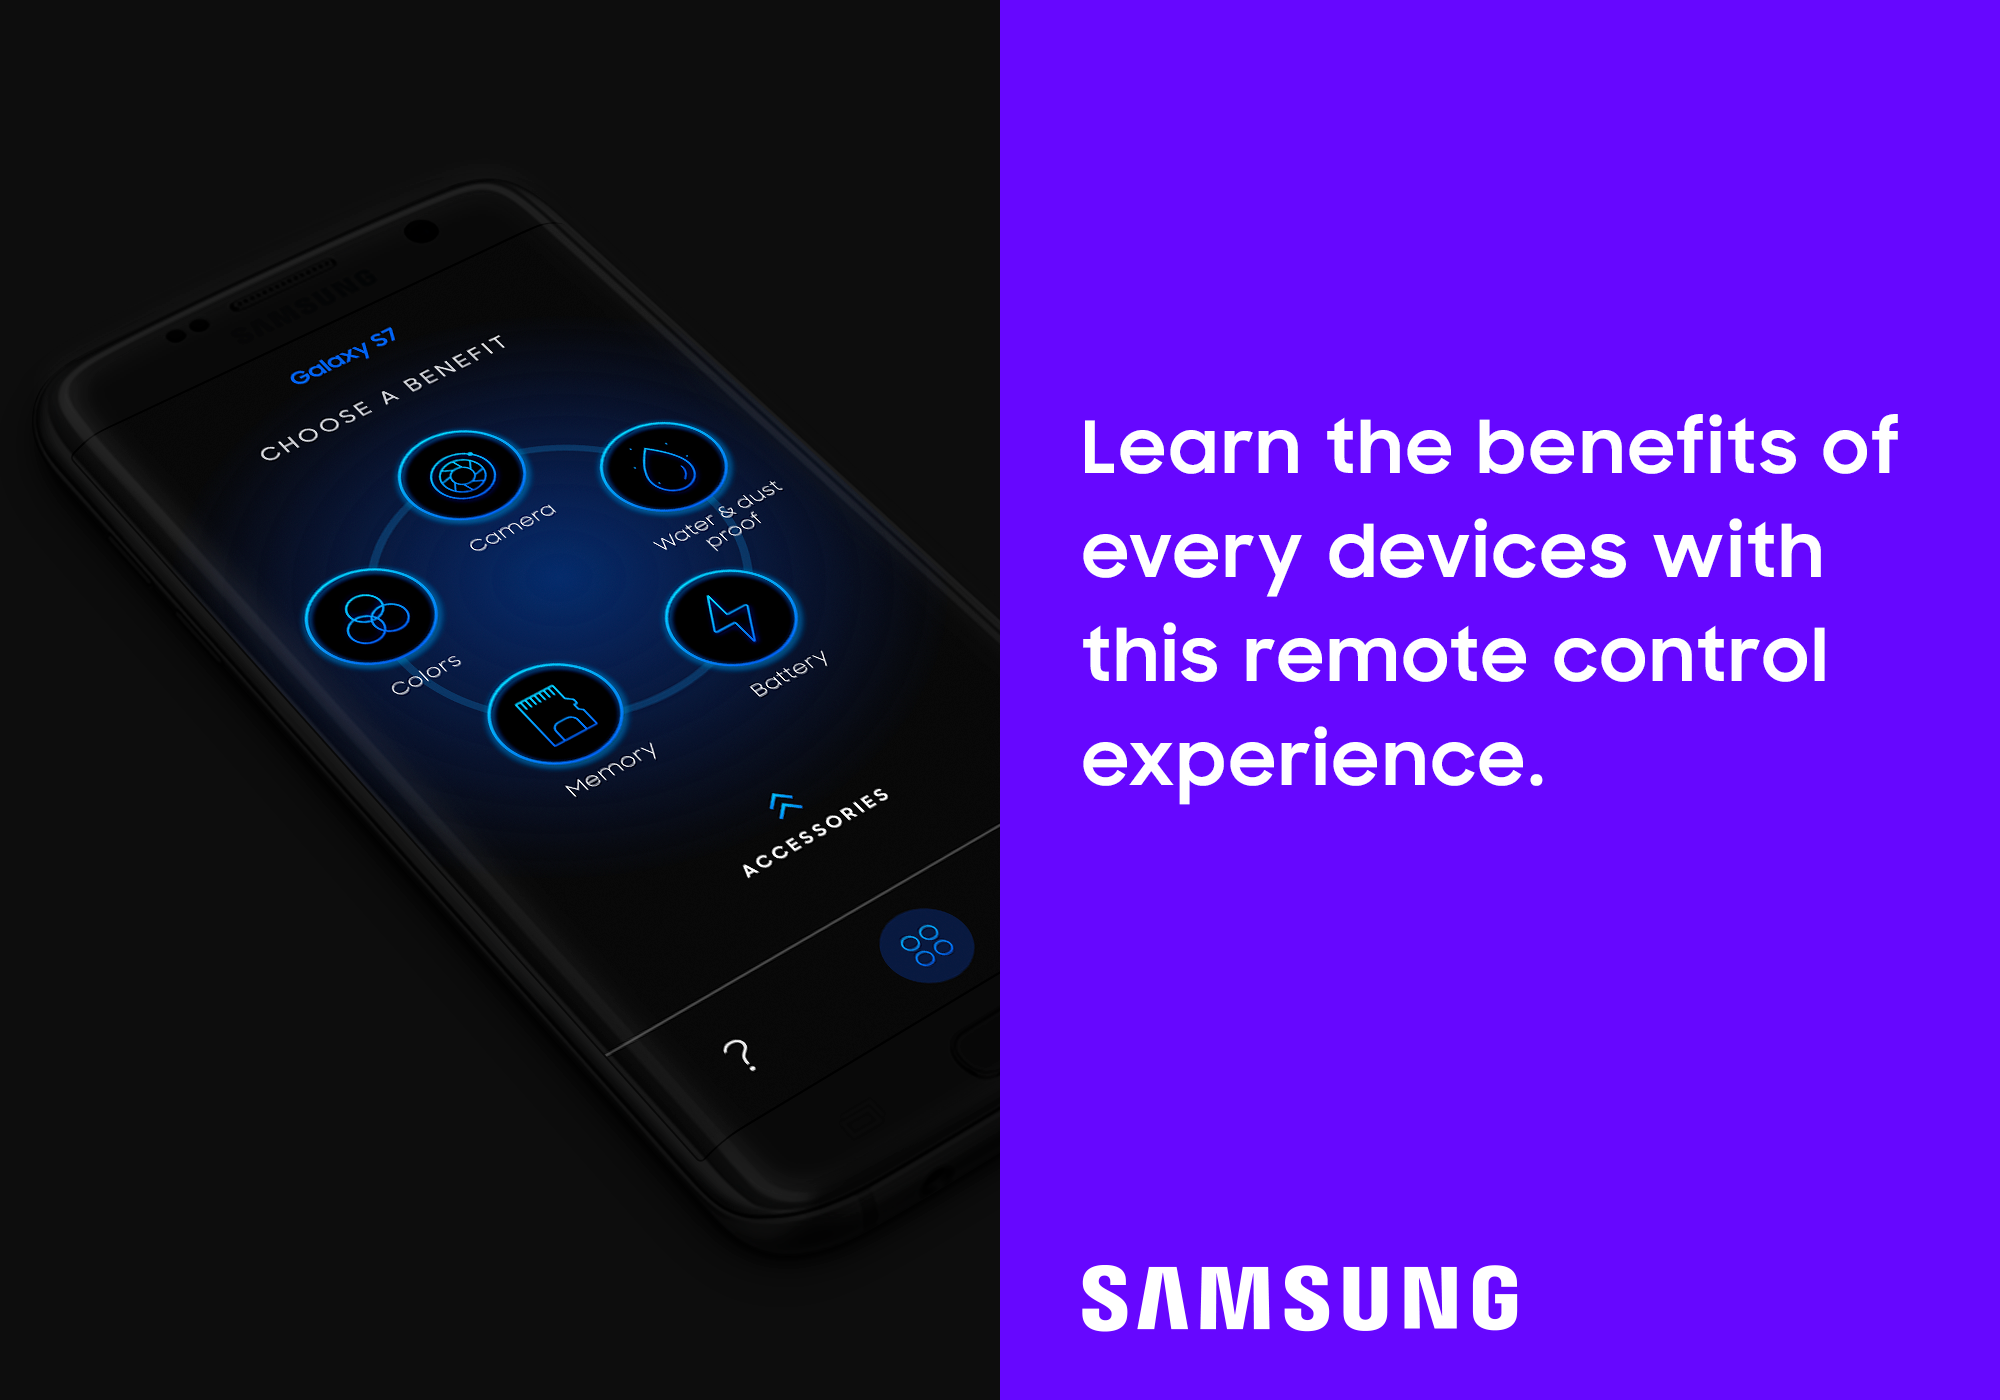 SAMSUNG
Galaxy S7
CHOOSE A BENEFIT
Camera
Water & dust
proof
Colors
Battery
Memory
ACCESSORIES
?
Learn the benefits of
every devices with
this remote control
experience.
SAMSUNG